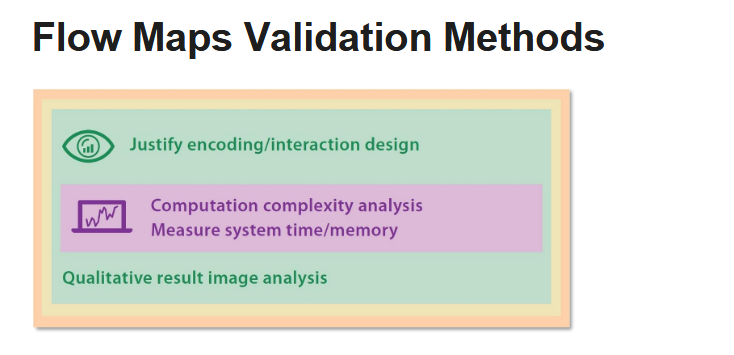 Flow Maps Validation Methods
Justify encoding/interaction design
Computation complexity analysis
Measure system time/memory
Qualitative result image analysis